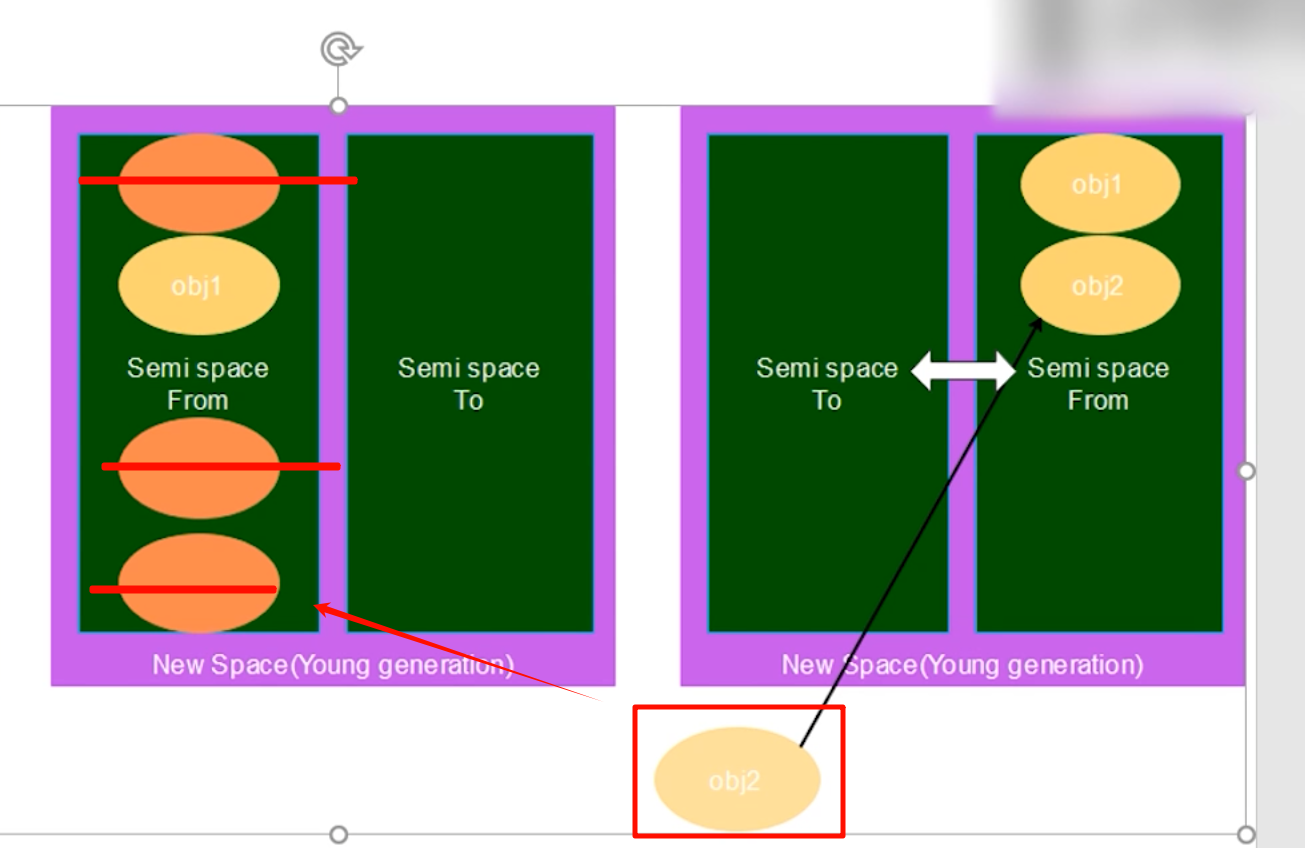 obj1
Semi space
From
Semi space
To
New Space(Young generation)
obj1
obj2
Semi space
To
Semi space
From
New Space(Young generation)
obj2